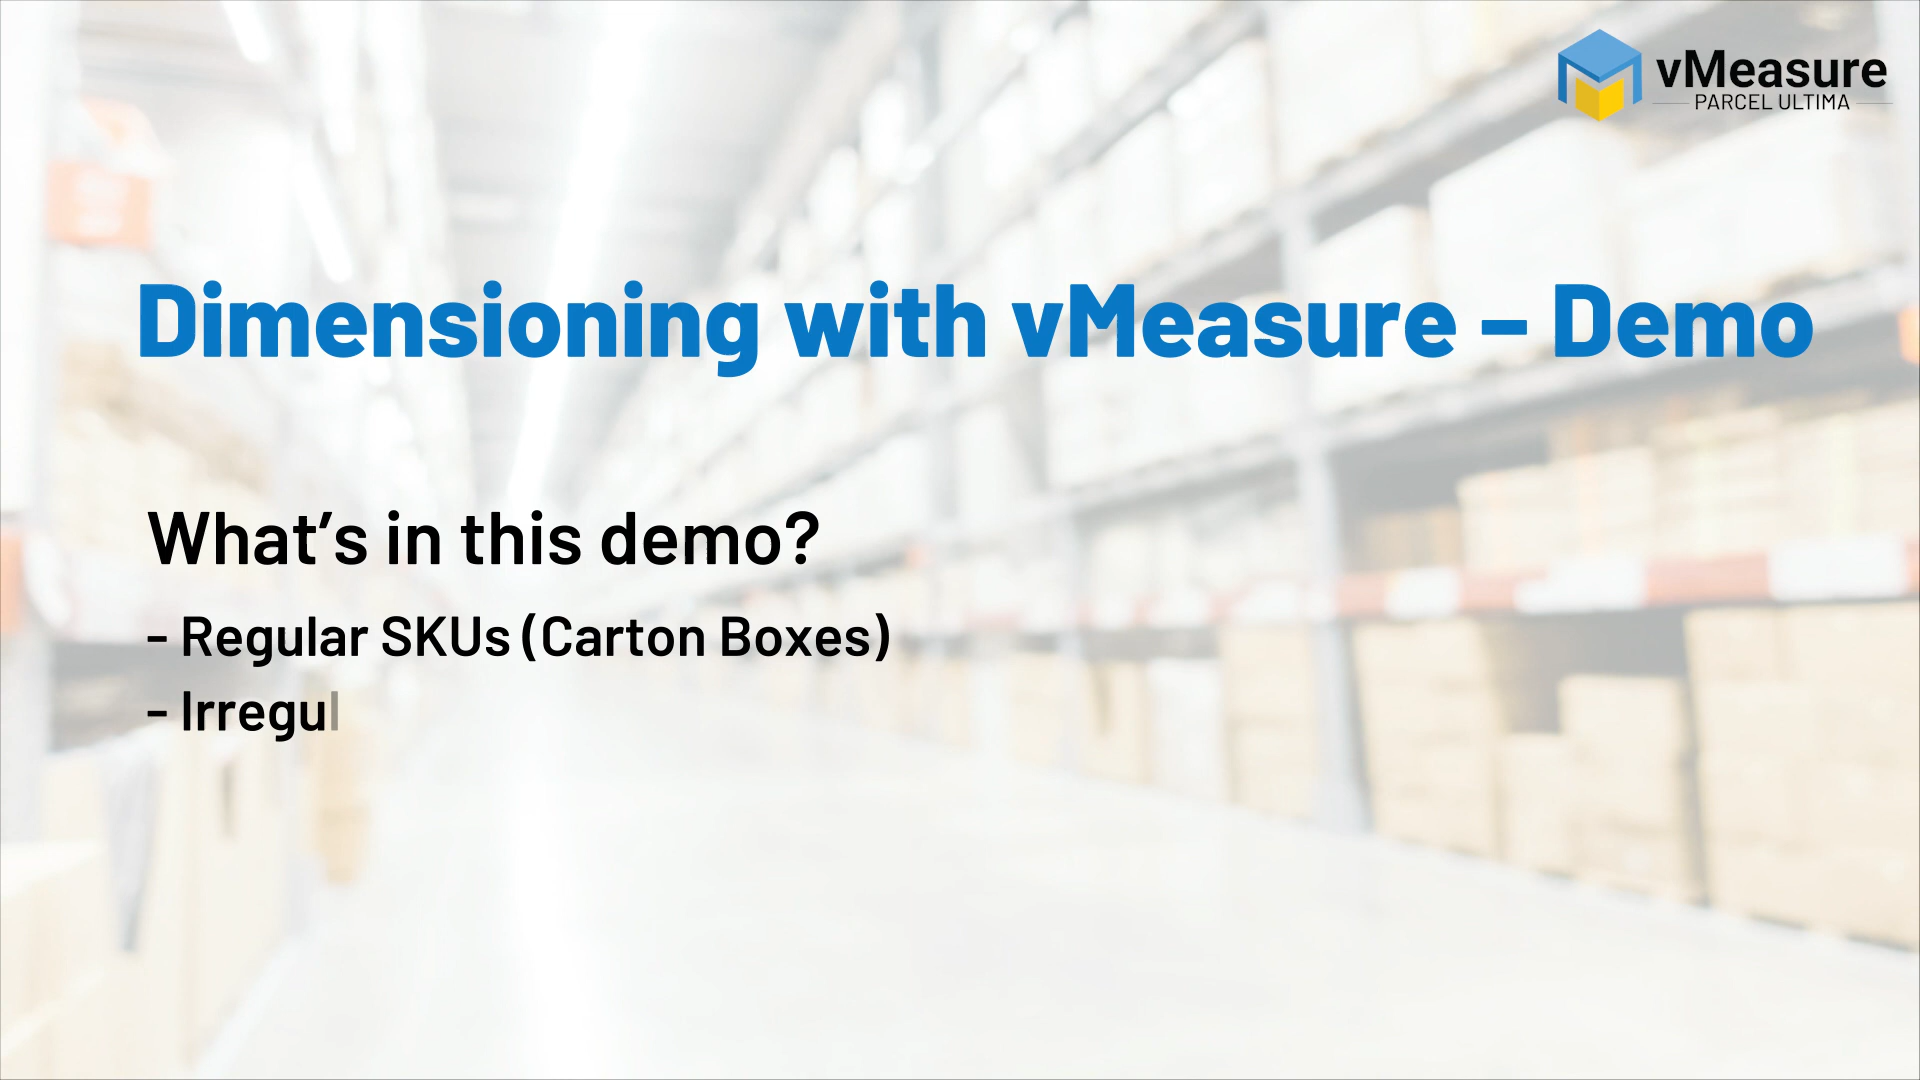 vMeasure
PARCEL ULTIMA
Dimensioning with vMeasure – Demo
What’s in this demo?
- Regular SKUs (Carton Boxes)
- Irregul